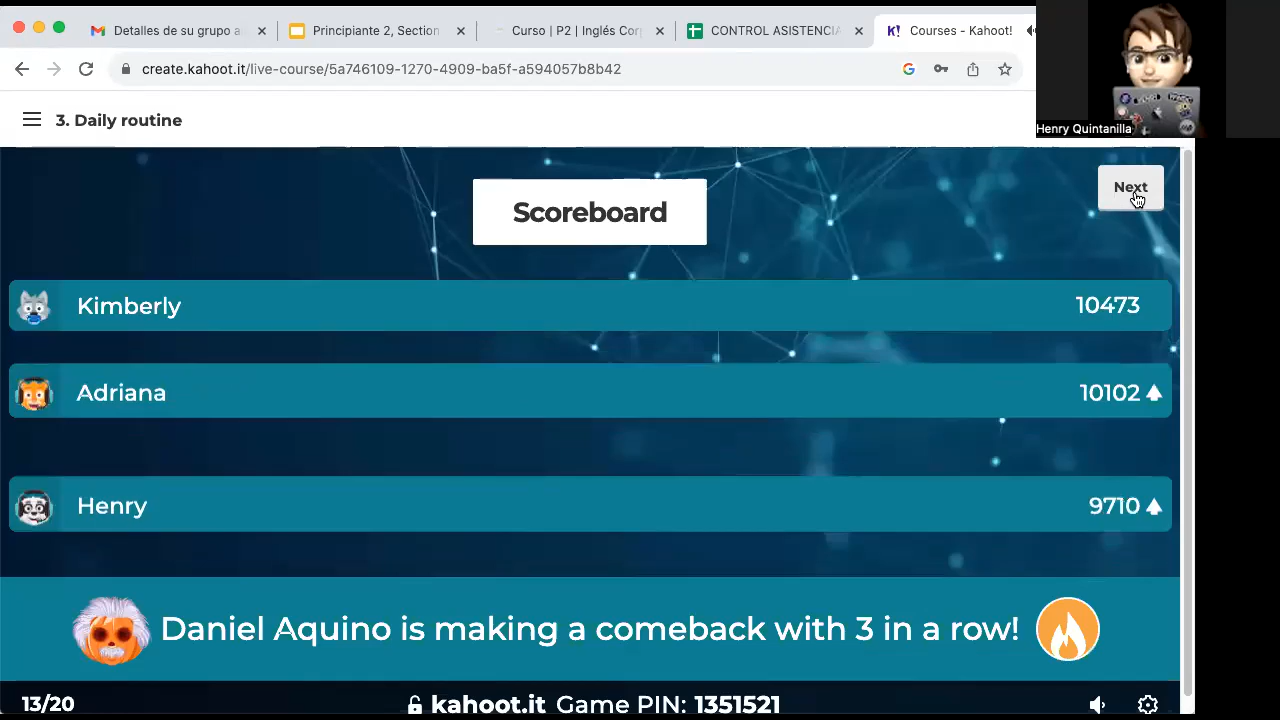 Detalles de su grupo a
Principiante 2, Section
Curso | P2 | Inglés Cor
CONTROL ASISTENCIA
K! Courses - Kahoot!
create.kahoot.it/live-course/5a746109-1270-4909-ba5f-a594057b8b42
Henry Quintanilla
3. Daily routine
Next
Scoreboard
Kimberly 10473
Adriana 10102
Henry 9710
Daniel Aquino is making a comeback with 3 in a row!
13/20
kahoot.it Game PIN: 1351521